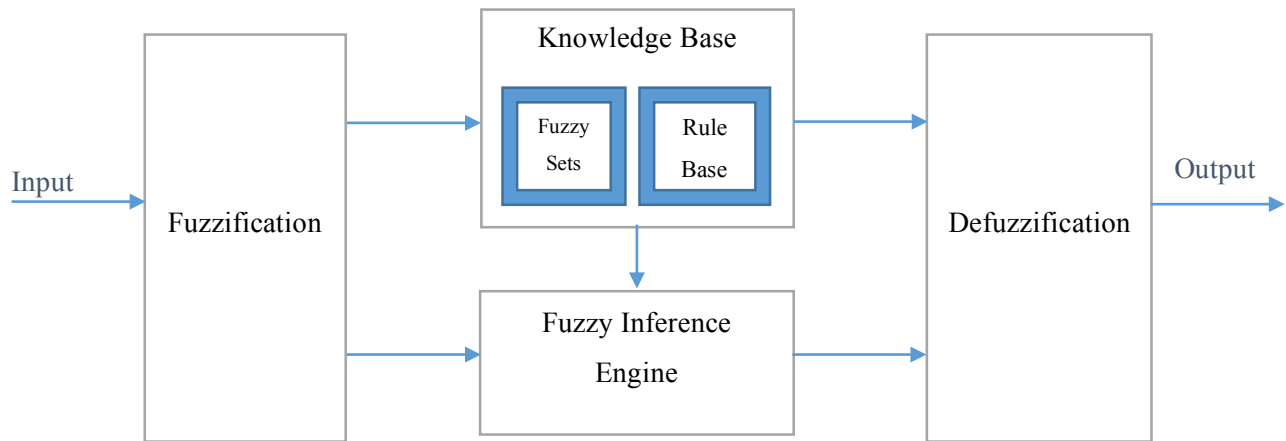 Input
Fuzzification
Knowledge Base
Fuzzy
Sets
Rule
Base
Fuzzy Inference
Engine
Defuzzification
Output